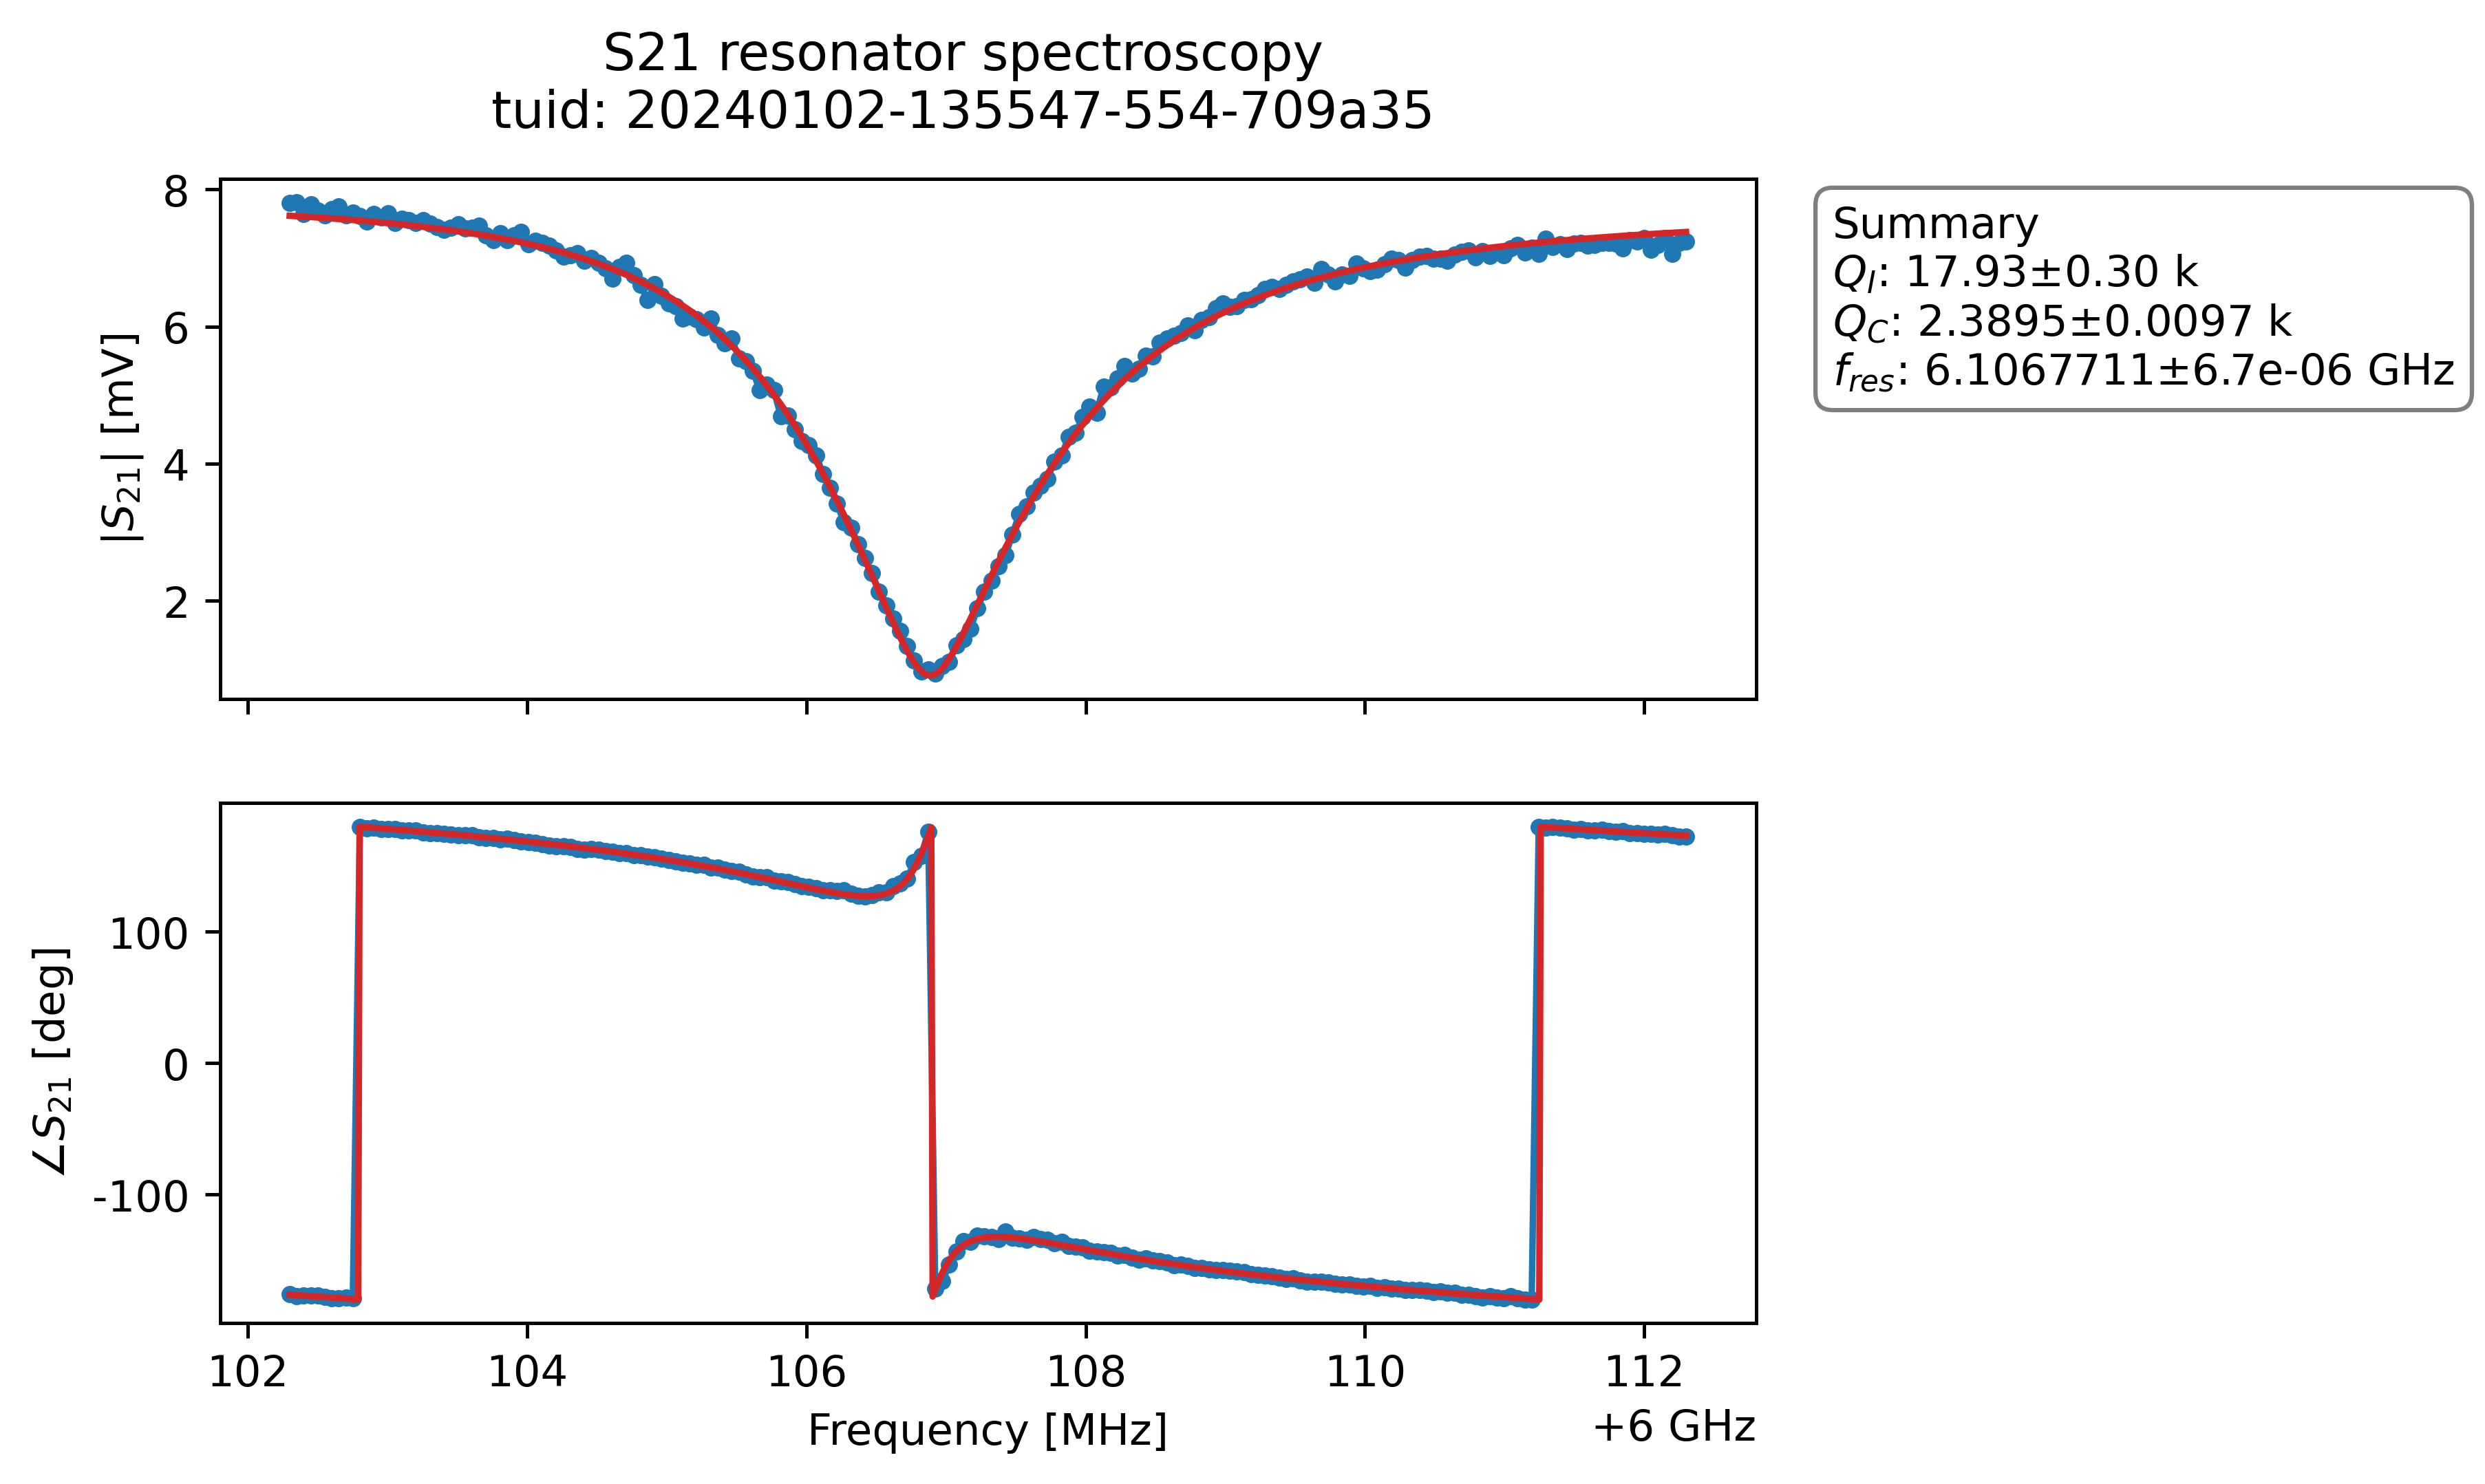 S21 resonator spectroscopy
tuid: 20240102-135547-554-709a35
8
6
4
2
|S21| [mV]
Summary
QI: 17.93±0.30 k
QC: 2.3895±0.0097 k
fres: 6.1067711±6.7e-06 GHz
100
0
-100
∠S21 [deg]
102 104 106 108 110 112
Frequency [MHz]
+6 GHz